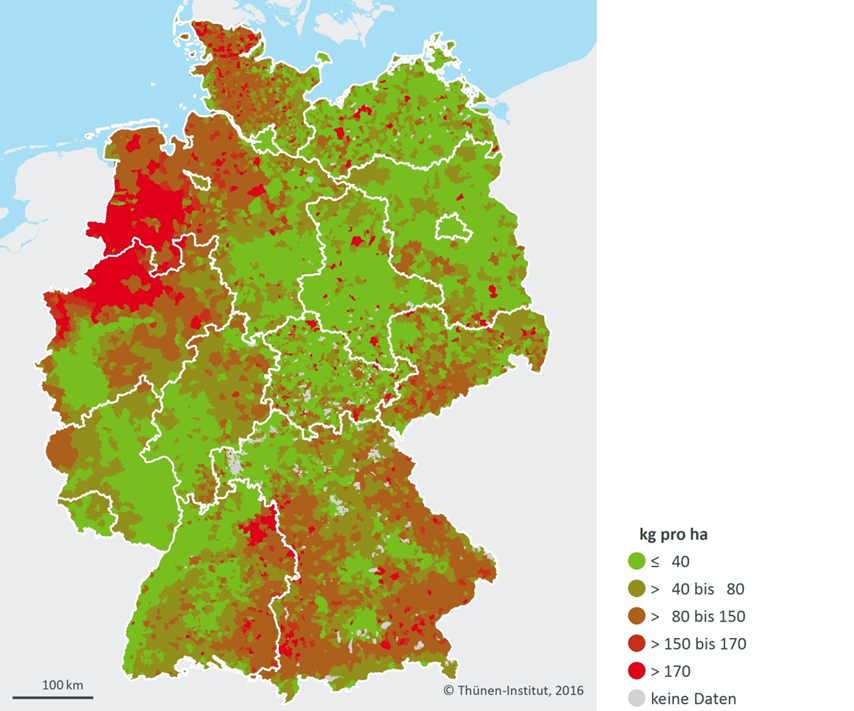 kg pro ha
≤ 40
> 40 bis 80
> 80 bis 150
> 150 bis 170
> 170
keine Daten
100 km
© Thünen-Institut, 2016